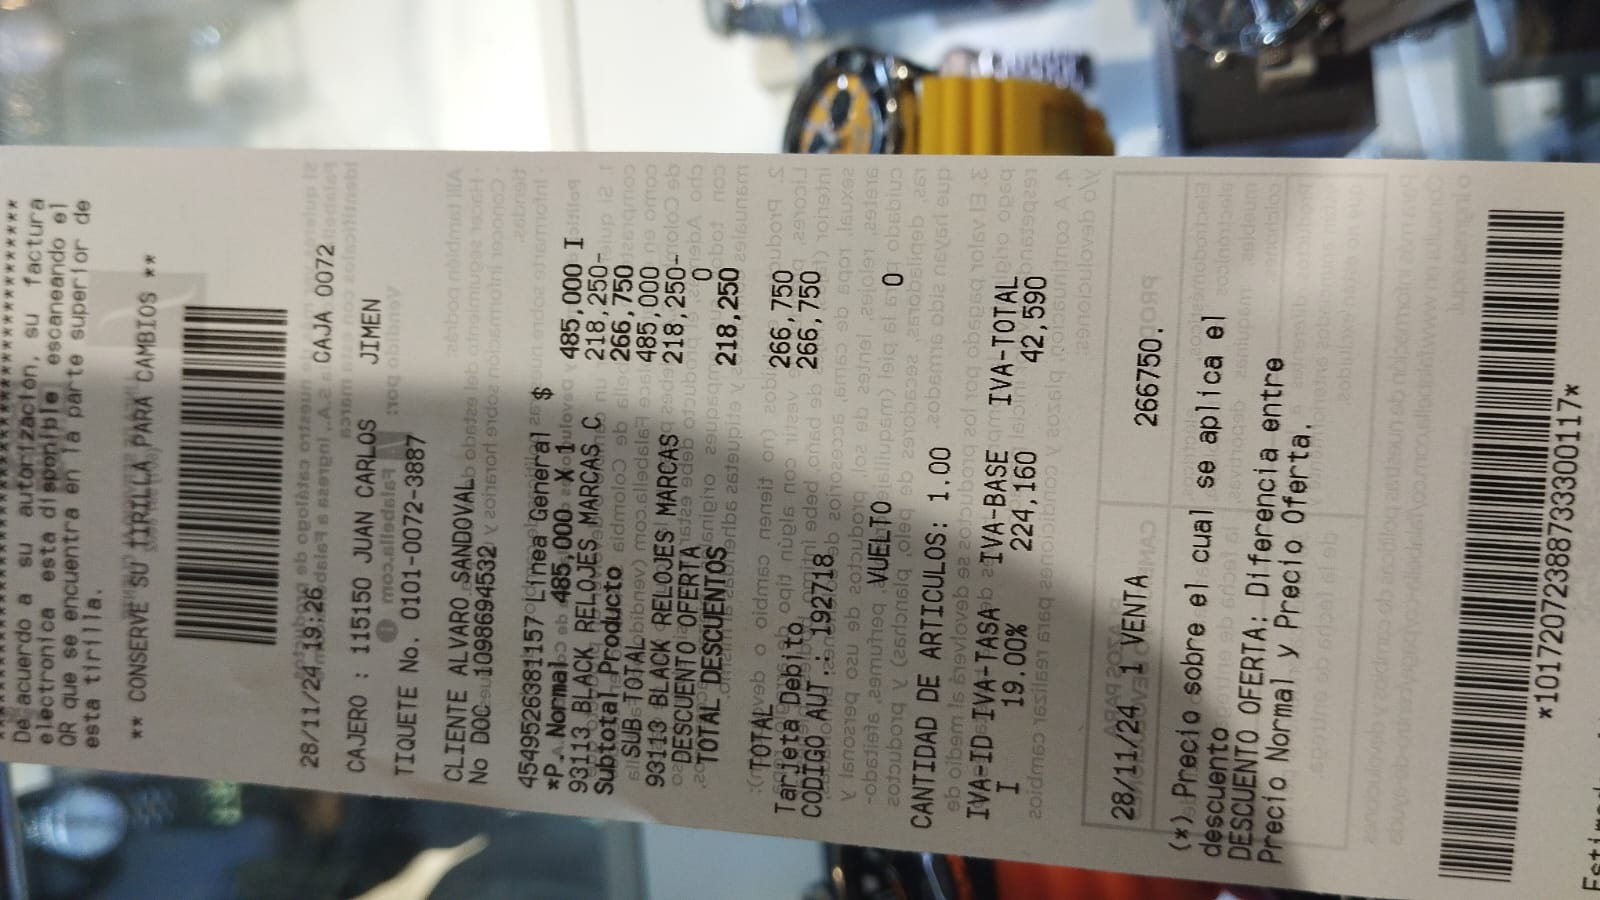 ********************************
De acuerdo a su autorización, su factura
electronica esta disponible escaneando el
QR que se encuentra en la parte superior de
esta tirilla.
** CONSERVE SU TIRILLA PARA CAMBIOS **
28/11/24 19:26 CAJA 0072
CAJERO : 115150 JUAN CARLOS JIMEN
TIQUETE No. 0101-0072-3887
CLIENTE ALVARO SANDOVAL
No DOC 1098694532
4549526381157 Linea General $ 485,000 I
*P. Normal 485,000 X 1
93113 BLACK RELOJES MARCAS C 218,250-
Subtotal Producto 266,750
SUB TOTAL 485,000
93113 BLACK RELOJES MARCAS 218,250-
DESCUENTO OFERTA 0
TOTAL DESCUENTOS 218,250
TOTAL 266,750
Tarjeta Debito 266,750
CODIGO AUT.: 192718
VUELTO 0
CANTIDAD DE ARTICULOS: 1.00
IVA-ID IVA-TASA IVA-BASE IVA-TOTAL
I 19.00% 224,160 42,590
28/11/24 1 VENTA 266750.
(*) Precio sobre el cual se aplica el
descuento
DESCUENTO OFERTA: Diferencia entre
Precio Normal y Precio Oferta.
*10172072388733300117*